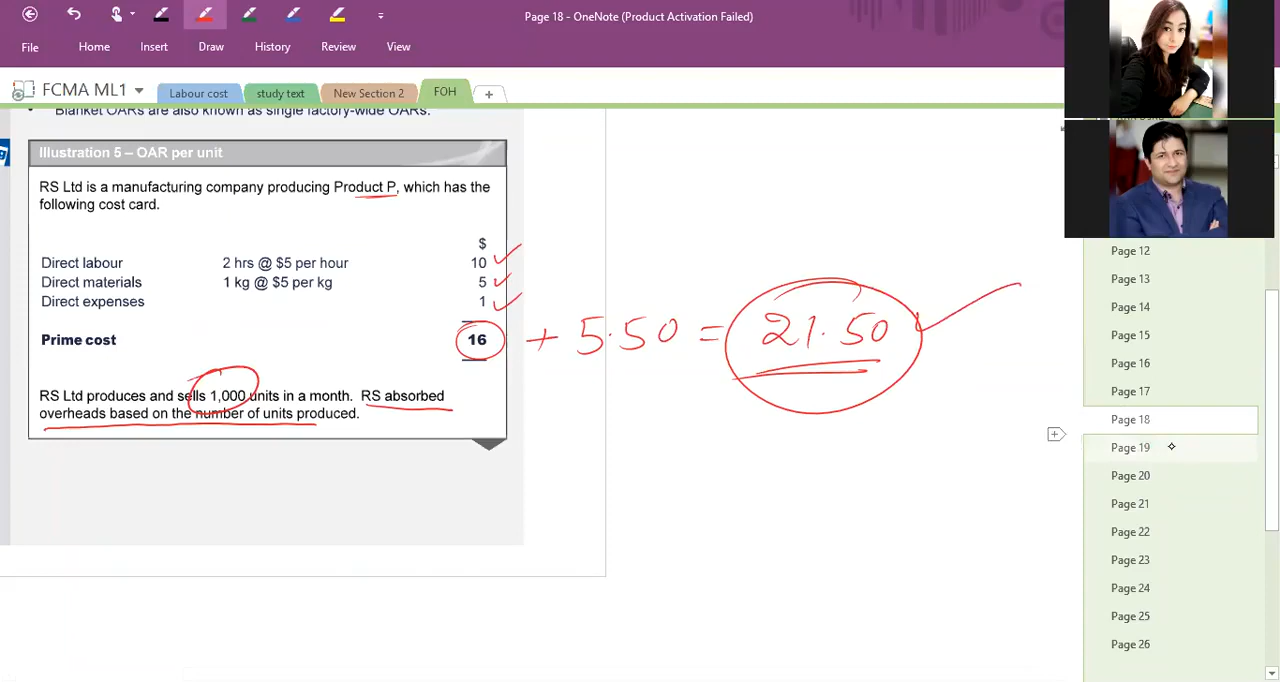 Page 18 - OneNote (Product Activation Failed)
File Home Insert Draw History Review View
FCMA ML1 Labour cost study text New Section 2 FOH
Blanket OARs are also known as single factory-wide OARs.
Illustration 5 – OAR per unit
RS Ltd is a manufacturing company producing Product P, which has the
following cost card.
$
Direct labour 2 hrs @ $5 per hour 10
Direct materials 1 kg @ $5 per kg 5
Direct expenses 1
Prime cost 16 + 5.50 = 21.50
RS Ltd produces and sells 1,000 units in a month. RS absorbed
overheads based on the number of units produced.
Page 12
Page 13
Page 14
Page 15
Page 16
Page 17
Page 18
Page 19
Page 20
Page 21
Page 22
Page 23
Page 24
Page 25
Page 26